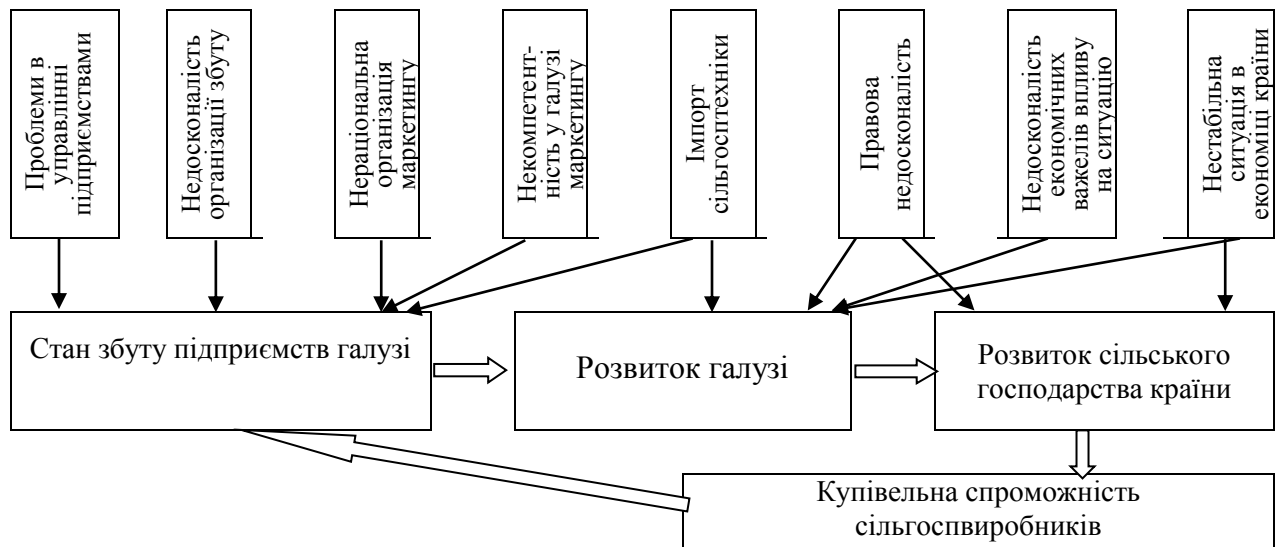 Проблеми в
управлінні
підприємствами
Недосконалість
організації збуту
Нераціональна
організація
маркетингу
Некомпетент-
ність у галузі
маркетингу
Імпорт
сільгосптехніки
Правова
недосконалість
Недосконалість
економічних
важелів впливу
на ситуацію
Нестабільна
ситуація в
економіці країни
Стан збуту підприємств галузі
Розвиток галузі
Розвиток сільського
господарства країни
Купівельна спроможність
сільгоспвиробників